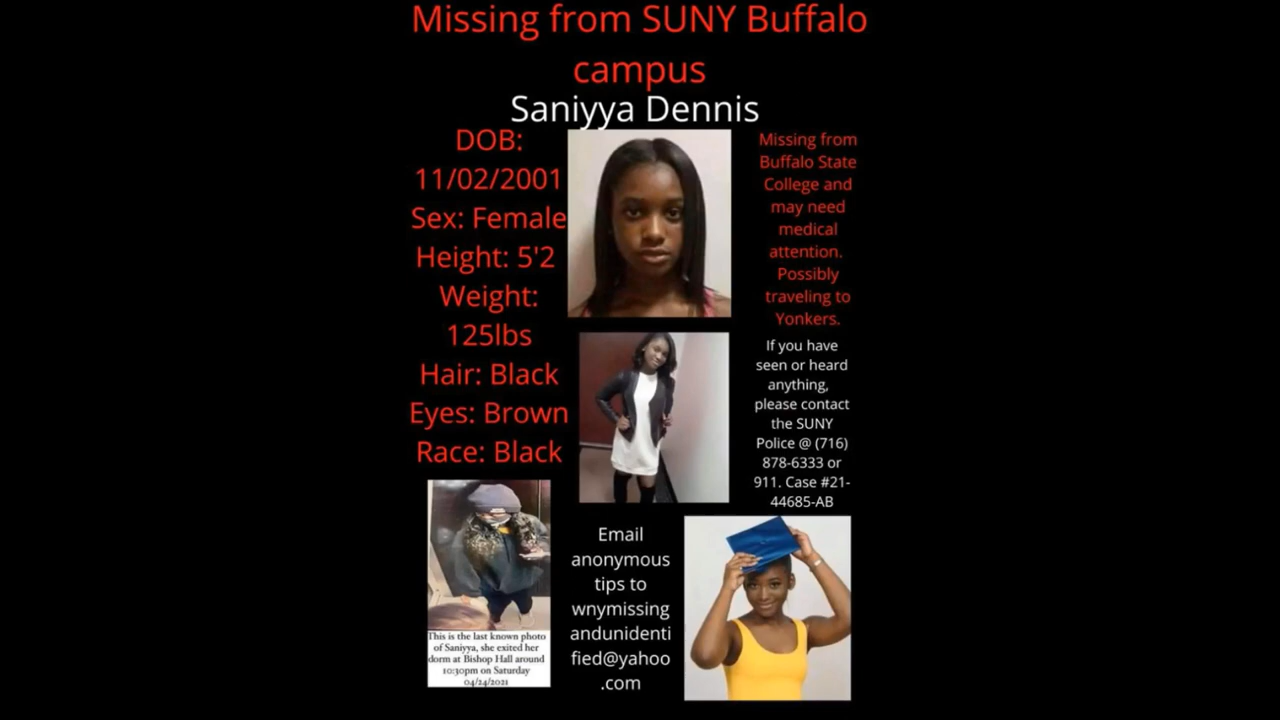 Missing from SUNY Buffalo
campus
Saniyya Dennis
DOB:
11/02/2001
Sex: Female
Height: 5'2
Weight:
125lbs
Hair: Black
Eyes: Brown
Race: Black
Missing from
Buffalo State
College and
may need
medical
attention.
Possibly
traveling to
Yonkers.
If you have
seen or heard
anything,
please contact
the SUNY
Police @ (716)
878-6333 or
911. Case #21-
44685-AB
This is the last known photo
of Saniyya, she exited her
dorm at Bishop Hall around
10:30pm on Saturday
04/24/2021
Email
anonymous
tips to
wnymissing
andunidenti
fied@yahoo
.com